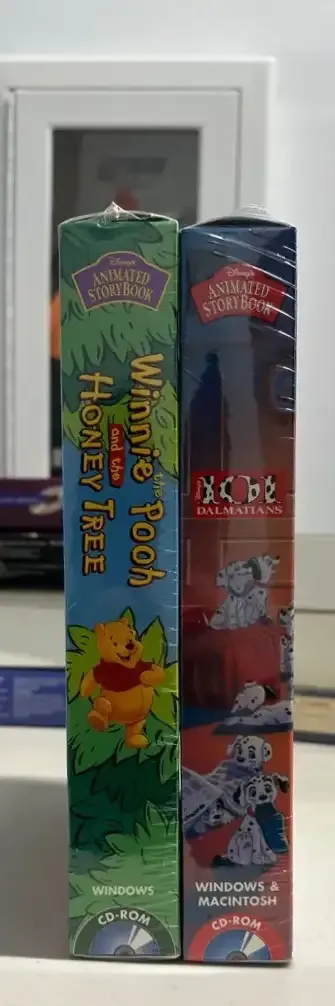 Disney's
ANIMATED
STORYBOOK
Winnie the Pooh
and the
HONEY TREE
WINDOWS
CD-ROM
Disney's
ANIMATED
STORYBOOK
101
DALMATIANS
WINDOWS &
MACINTOSH
CD-ROM